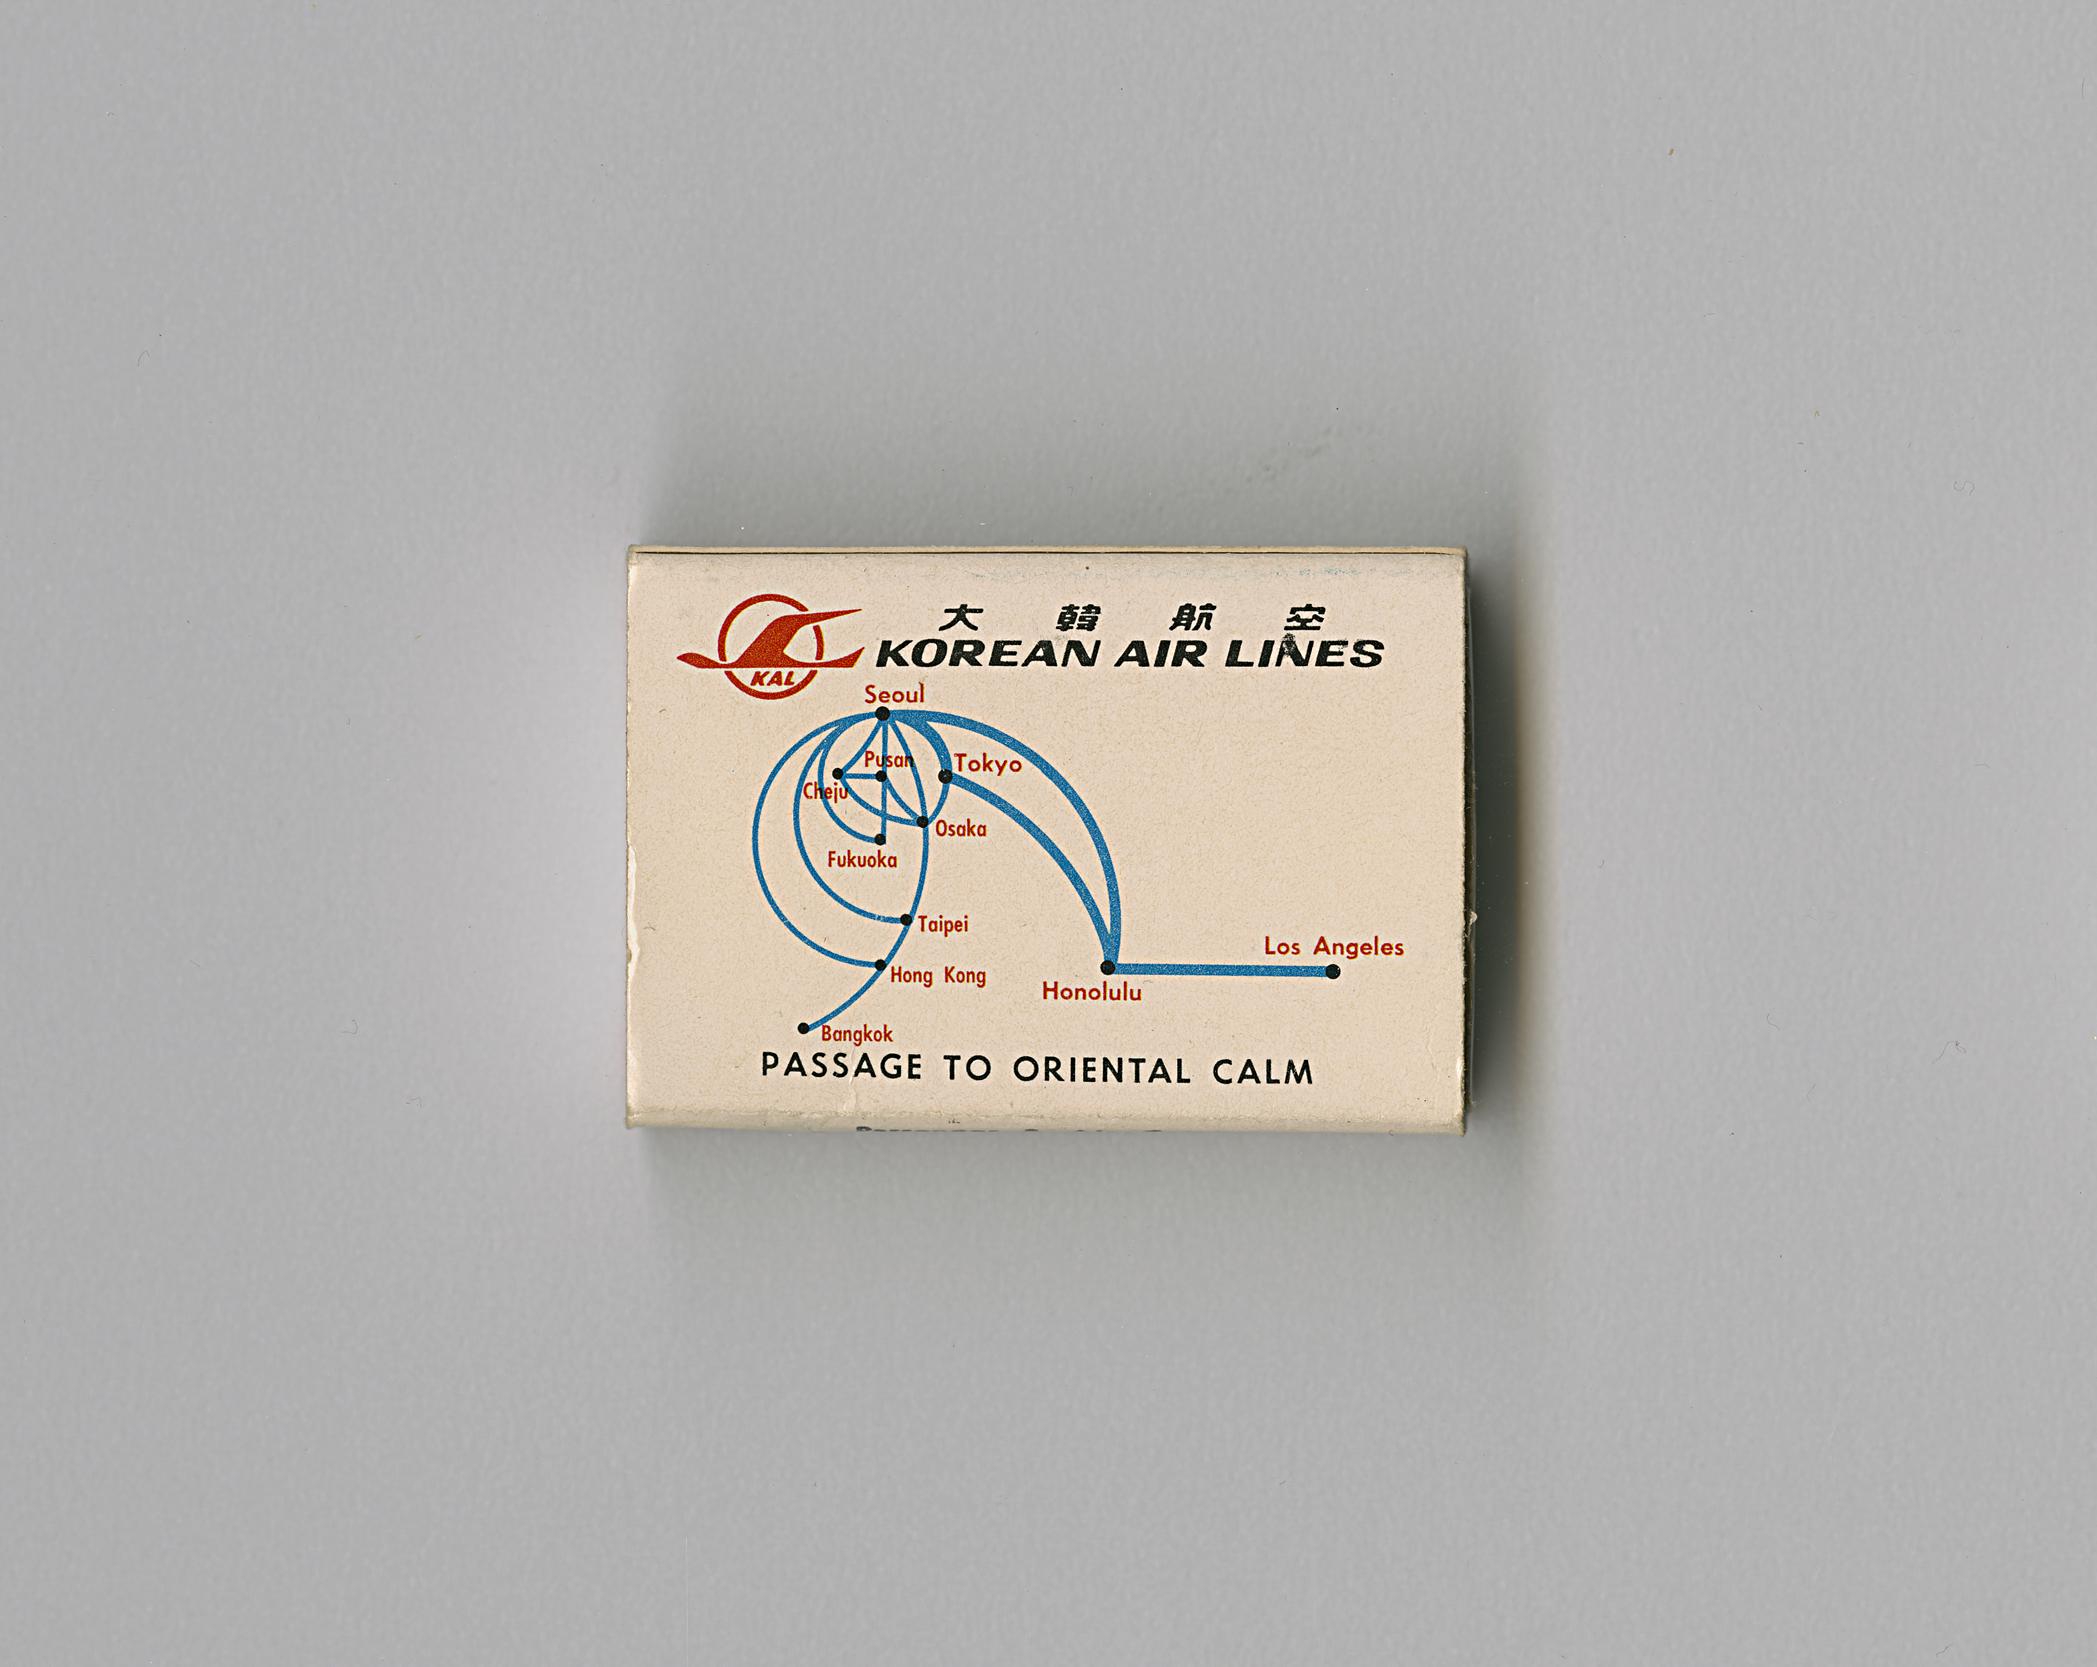 大 韓 航 空
KOREAN AIR LINES
KAL
Seoul
Pusan
Tokyo
Cheju
Osaka
Fukuoka
Taipei
Los Angeles
Hong Kong
Honolulu
Bangkok
PASSAGE TO ORIENTAL CALM